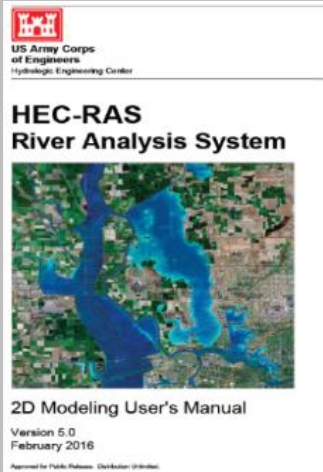 US Army Corps
of Engineers
Hydrologic Engineering Center
HEC-RAS
River Analysis System
2D Modeling User's Manual
Version 5.0
February 2016
Approved for Public Release. Distribution Unlimited.